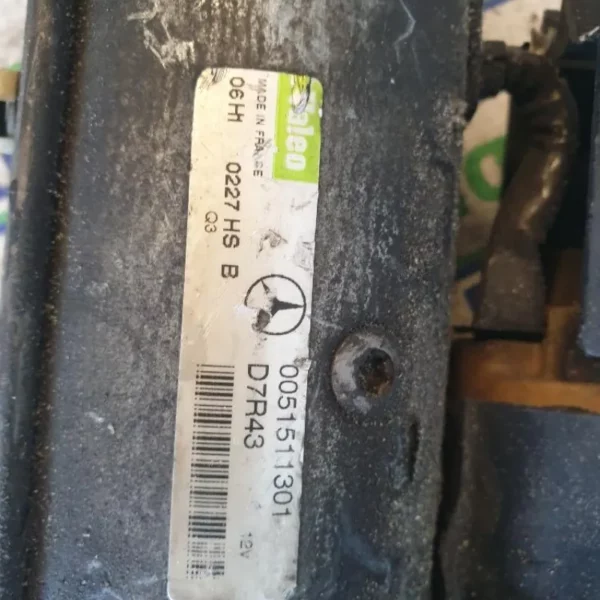 Valeo
MADE IN FRANCE
06H1 0227 HS B
Q3
0051511301
D7R43
12V